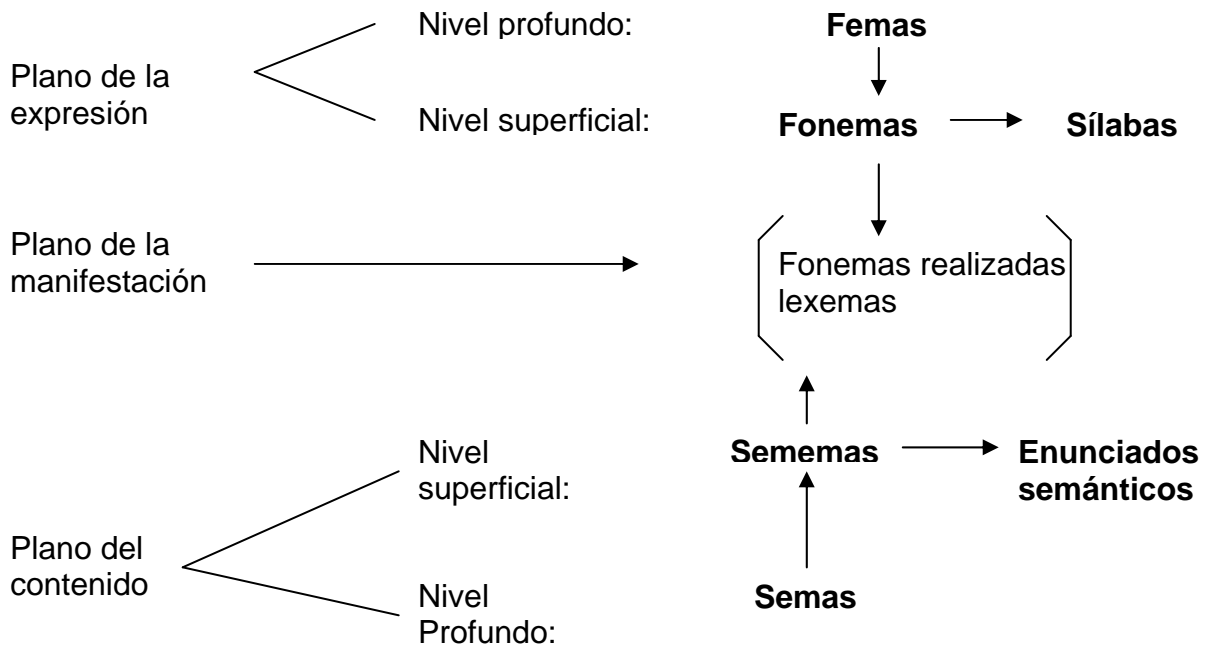 Nivel profundo: Femas
Plano de la
expresión
Nivel superficial: Fonemas Sílabas
Plano de la
manifestación
Fonemas realizadas
lexemas
Nivel
superficial:
Sememas Enunciados
semánticos
Plano del
contenido
Nivel
Profundo:
Semas